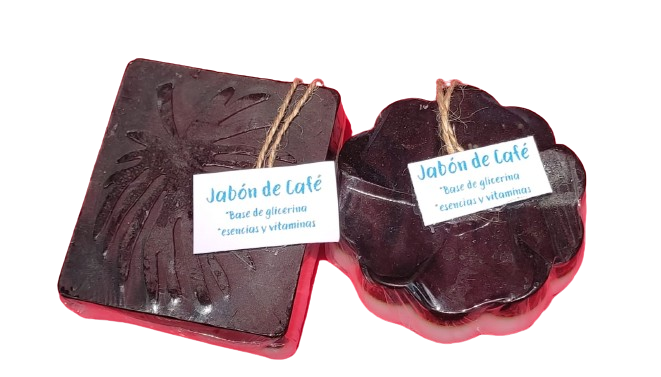 Jabón de Café
*Base de glicerina
*esencias y vitaminas
Jabón de Café
*Base de glicerina
*esencias y vitaminas